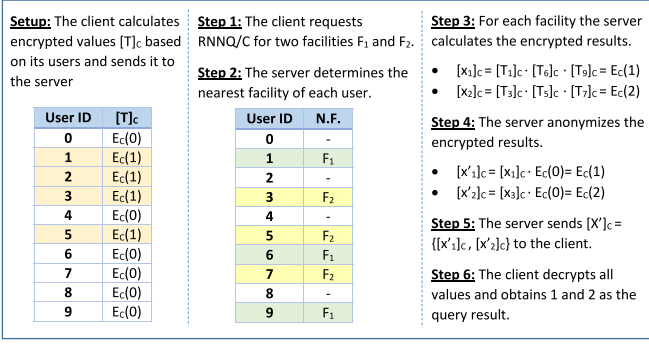 Setup: The client calculates
encrypted values [T]c based
on its users and sends it to
the server
User ID [T]c
0 Ec(0)
1 Ec(1)
2 Ec(1)
3 Ec(1)
4 Ec(0)
5 Ec(1)
6 Ec(0)
7 Ec(0)
8 Ec(0)
9 Ec(0)
Step 1: The client requests
RNNQ/C for two facilities F₁ and F₂.
Step 2: The server determines the
nearest facility of each user.
User ID N.F.
0 -
1 F₁
2 -
3 F₂
4 -
5 F₂
6 F₁
7 F₂
8 -
9 F₁
Step 3: For each facility the server
calculates the encrypted results.
• [x₁]c = [T₁]c · [T₆]c · [T₉]c = Ec(1)
• [x₂]c = [T₃]c · [T₅]c · [T₇]c = Ec(2)
Step 4: The server anonymizes the
encrypted results.
• [x'₁]c = [x₁]c · Ec(0)= Ec(1)
• [x'₂]c = [x₃]c · Ec(0)= Ec(2)
Step 5: The server sends [X']c =
{[x'₁]c , [x'₂]c} to the client.
Step 6: The client decrypts all
values and obtains 1 and 2 as the
query result.